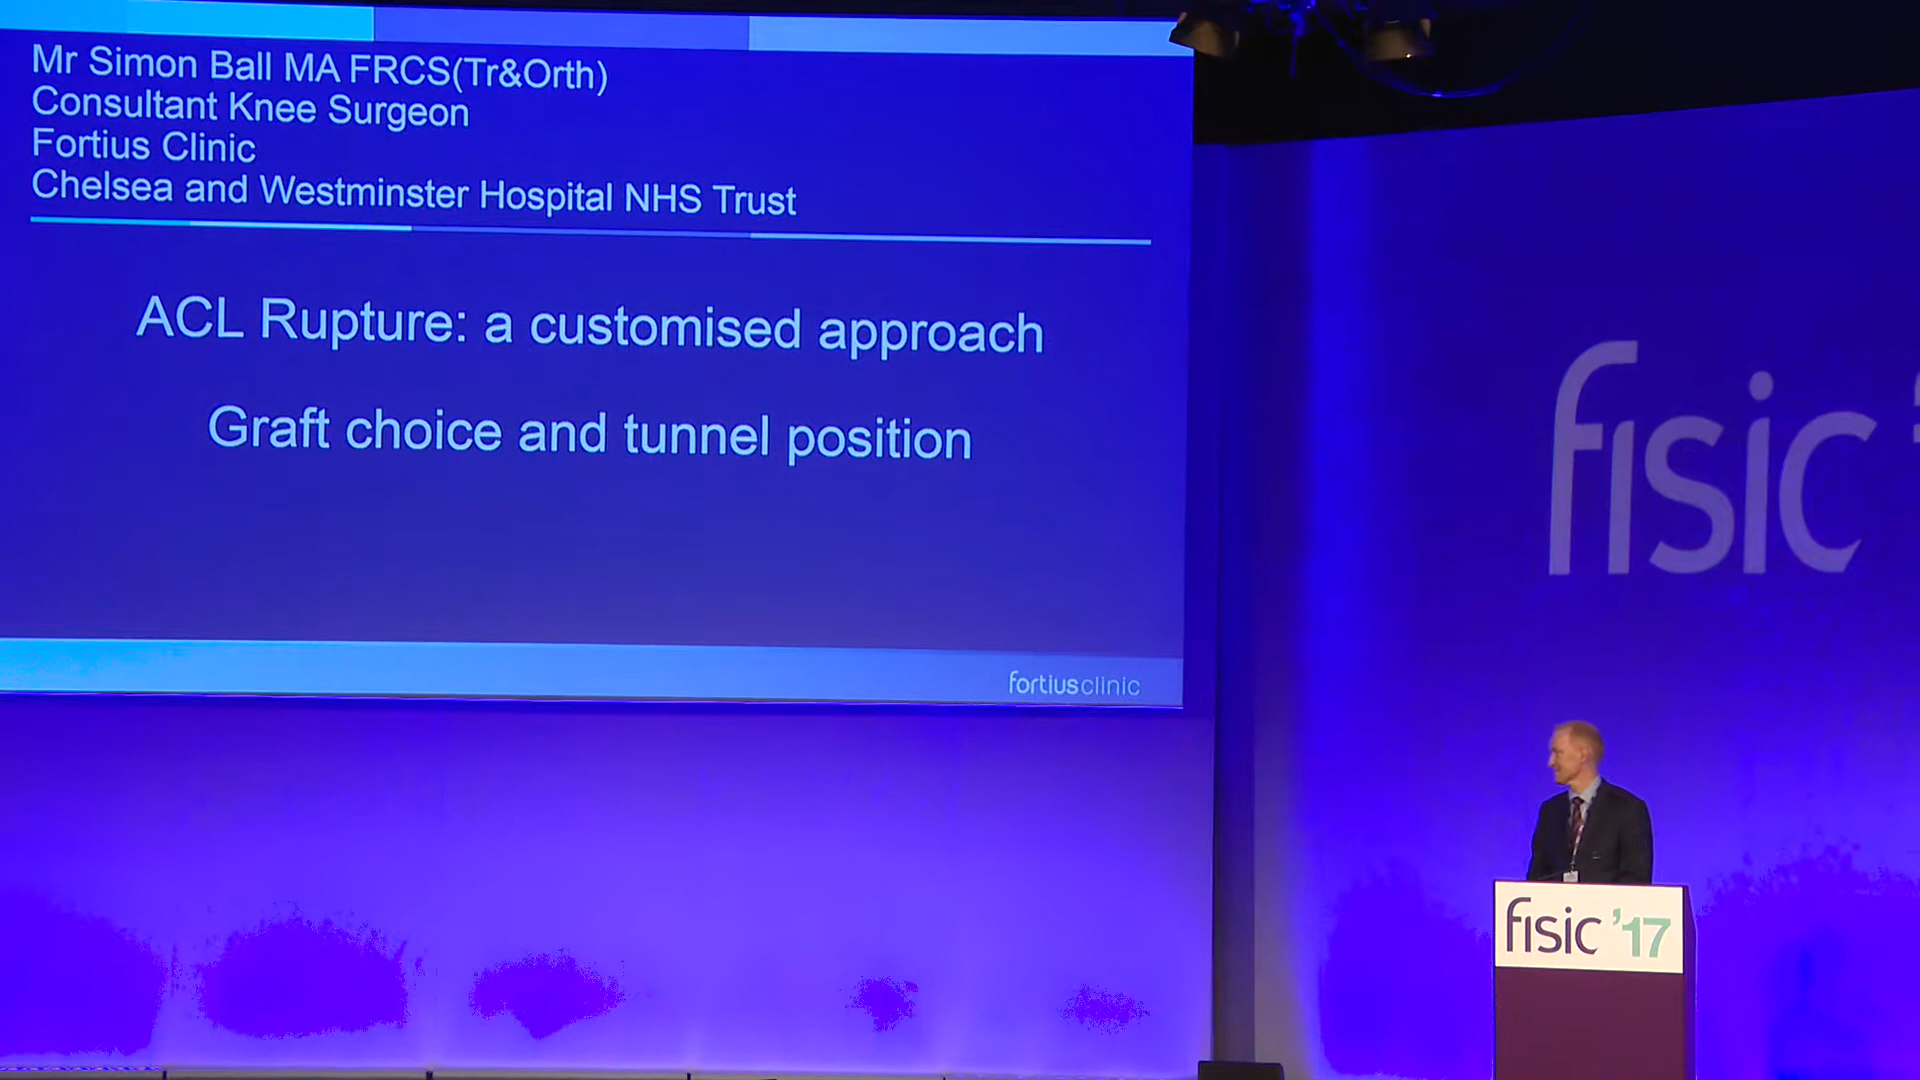 Mr Simon Ball MA FRCS(Tr&Orth)
Consultant Knee Surgeon
Fortius Clinic
Chelsea and Westminster Hospital NHS Trust
ACL Rupture: a customised approach
Graft choice and tunnel position
fortiusclinic
fisic '
fisic '17